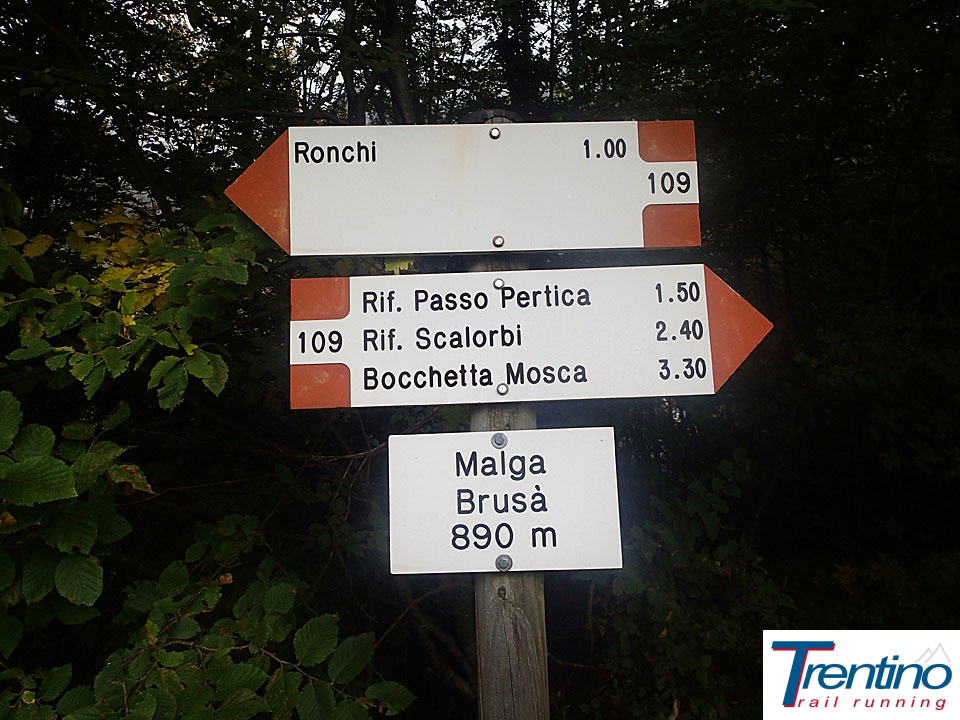 Ronchi 1.00
109
Rif. Passo Pertica 1.50
109 Rif. Scalorbi 2.40
Bocchetta Mosca 3.30
Malga
Brusà
890 m
Trentino
Trail running